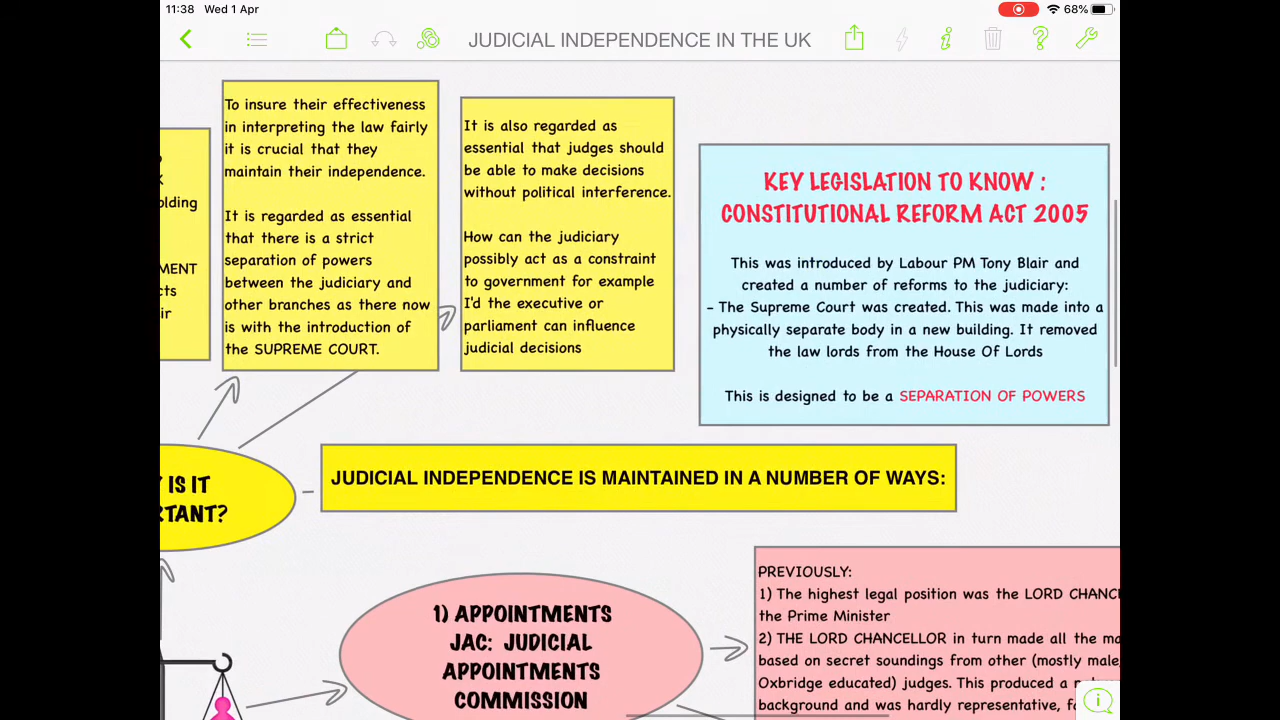 11:38 Wed 1 Apr
68%
JUDICIAL INDEPENDENCE IN THE UK
olding
MENT
cts
ir
To insure their effectiveness
in interpreting the law fairly
it is crucial that they
maintain their independence.
It is regarded as essential
that there is a strict
separation of powers
between the judiciary and
other branches as there now
is with the introduction of
the SUPREME COURT.
It is also regarded as
essential that judges should
be able to make decisions
without political interference.
How can the judiciary
possibly act as a constraint
to government for example
I'd the executive or
parliament can influence
judicial decisions
KEY LEGISLATION TO KNOW :
CONSTITUTIONAL REFORM ACT 2005
This was introduced by Labour PM Tony Blair and
created a number of reforms to the judiciary:
- The Supreme Court was created. This was made into a
physically separate body in a new building. It removed
the law lords from the House Of Lords
This is designed to be a SEPARATION OF POWERS
IS IT
RTANT?
JUDICIAL INDEPENDENCE IS MAINTAINED IN A NUMBER OF WAYS:
1) APPOINTMENTS
JAC: JUDICIAL
APPOINTMENTS
COMMISSION
PREVIOUSLY:
1) The highest legal position was the LORD CHANC
the Prime Minister
2) THE LORD CHANCELLOR in turn made all the ma
based on secret soundings from other (mostly male,
Oxbridge educated) judges. This produced a
background and was hardly representative,